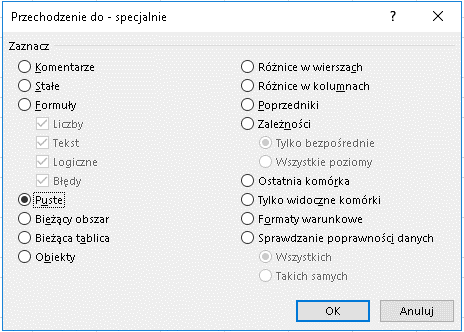 Przechodzenie do - specjalnie
?
Zaznacz
Komentarze
Stałe
Formuły
Liczby
Tekst
Logiczne
Błędy
Puste
Bieżący obszar
Bieżąca tablica
Obiekty
Różnice w wierszach
Różnice w kolumnach
Poprzedniki
Zależności
Tylko bezpośrednie
Wszystkie poziomy
Ostatnia komórka
Tylko widoczne komórki
Formaty warunkowe
Sprawdzanie poprawności danych
Wszystkich
Takich samych
OK
Anuluj